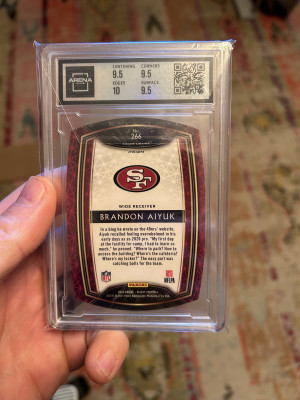 ARENA
CENTERING CORNERS
9.5 9.5
EDGES SURFACE
10 9.5
No.
266
SF
WIDE RECEIVER
BRANDON AIYUK
In a blog he wrote on the 49ers' website,
Aiyuk recalled feeling overwhelmed in his
early days as an 2020 pro. "My first day
at the facility for camp, I had to learn so
much," he penned. "Where to park? How to
access the building? Where's the cafeteria?
Where's my locker?" The easy part was
catching balls for the team.
NFL
PANINI
NFLPA